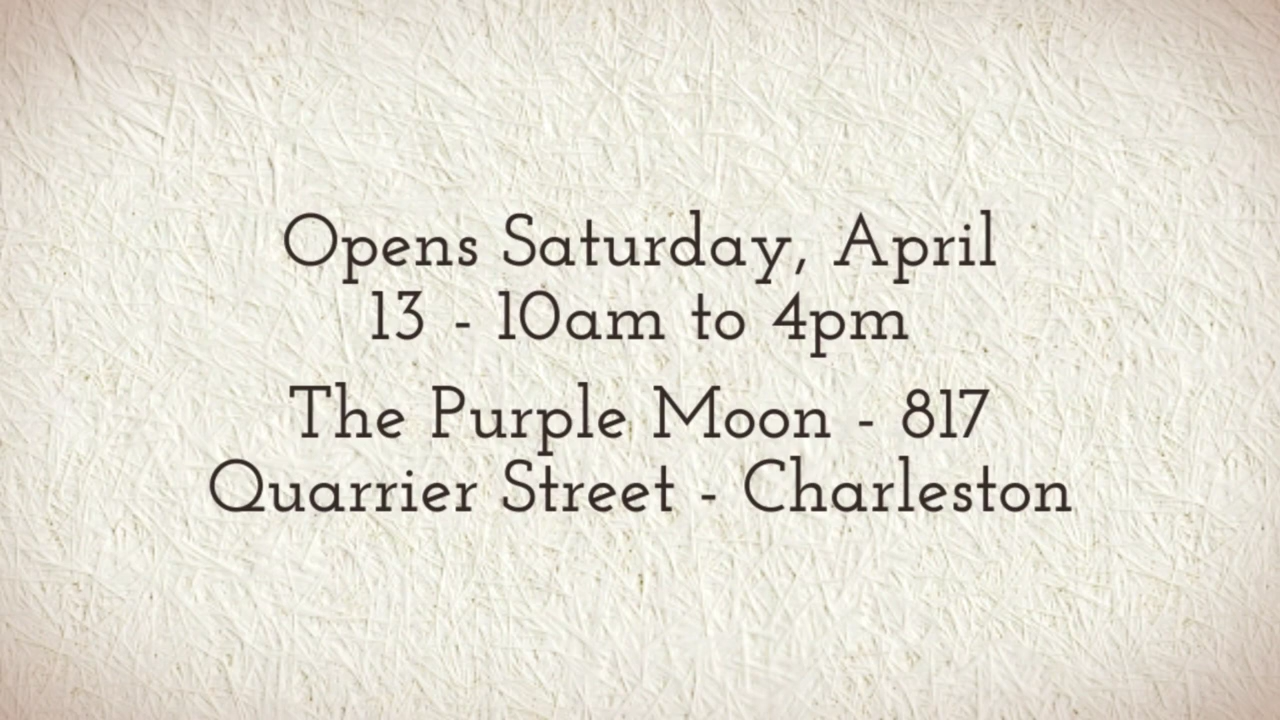 Opens Saturday, April
13 - 10am to 4pm
The Purple Moon - 817
Quarrier Street - Charleston